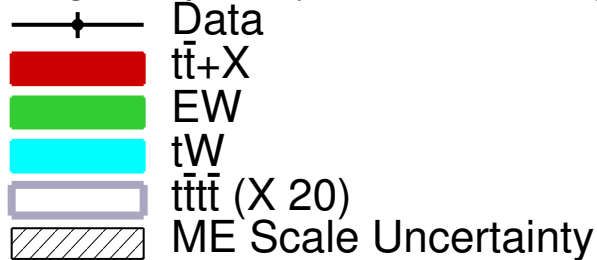 Data
tt̄+X
EW
tW
tt̄tt̄ (X 20)
ME Scale Uncertainty